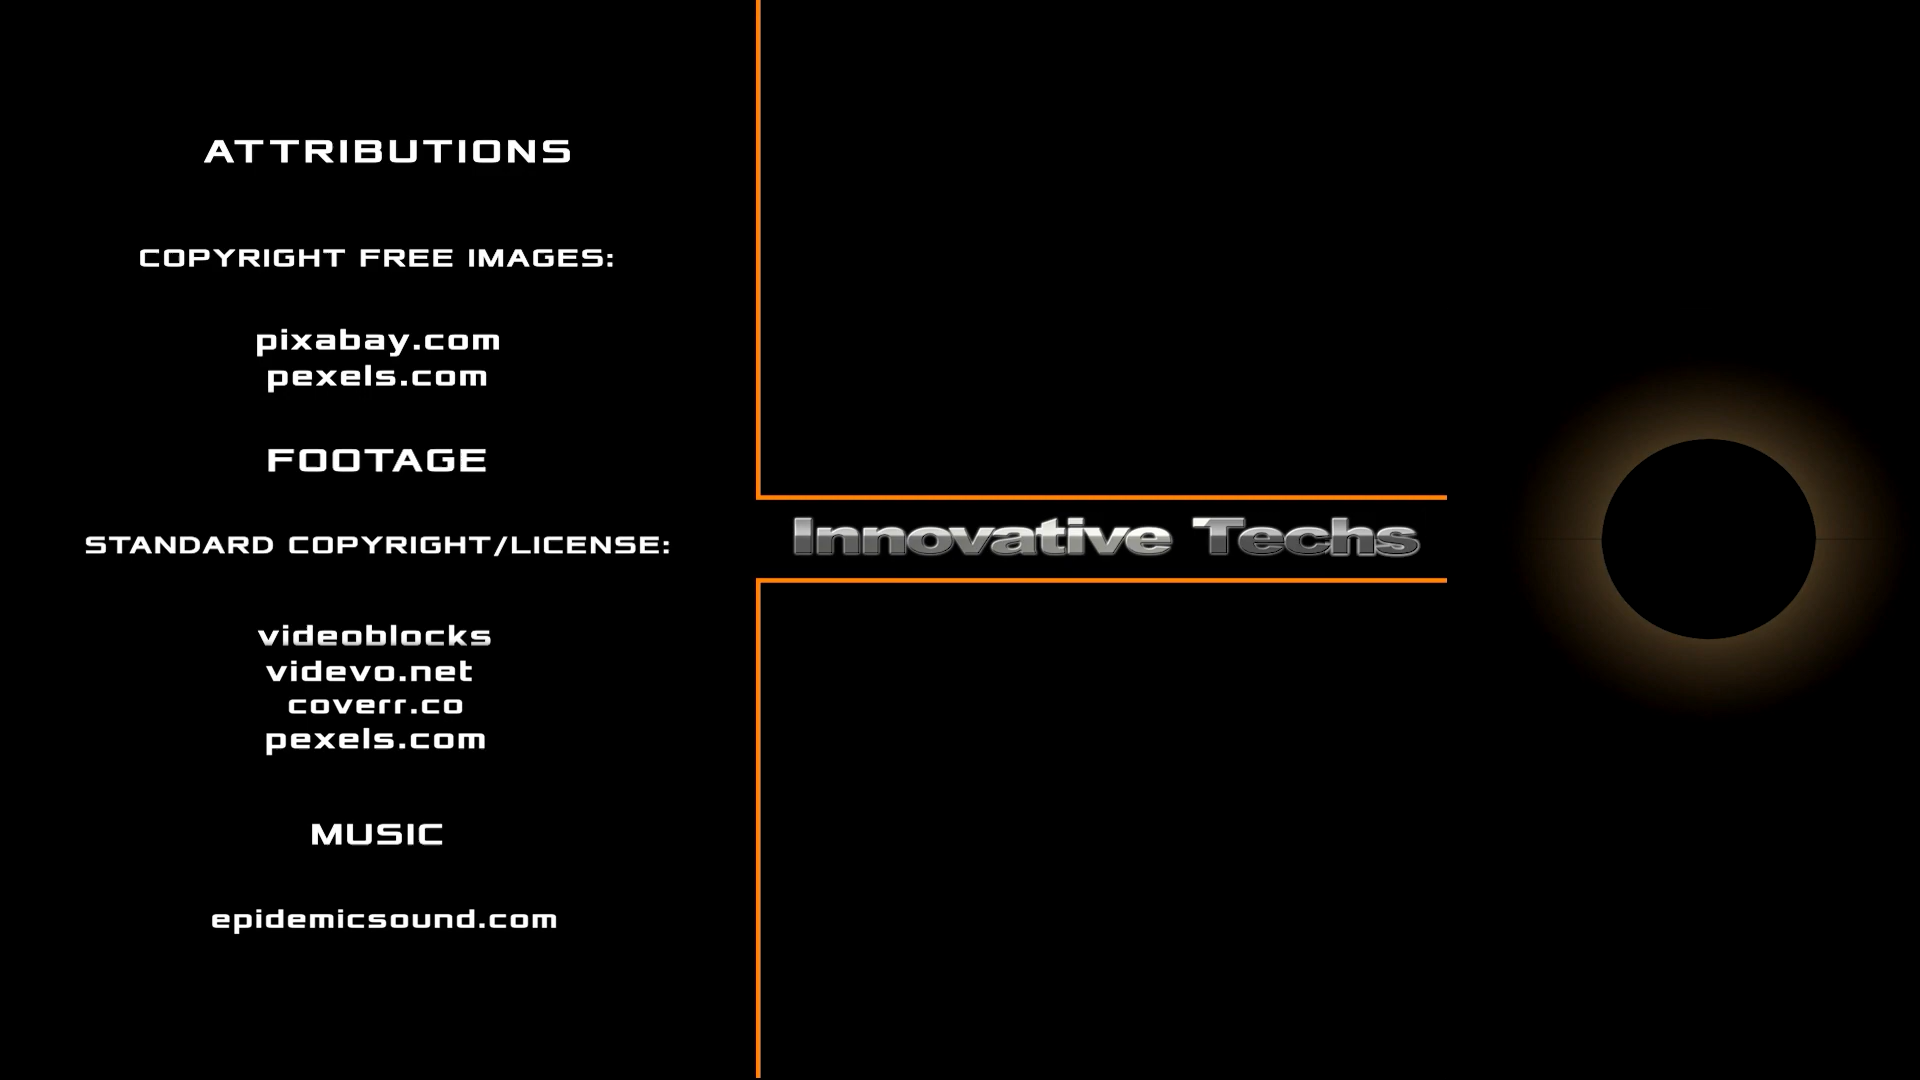 ATTRIBUTIONS
COPYRIGHT FREE IMAGES:
pixabay.com
pexels.com
FOOTAGE
STANDARD COPYRIGHT/LICENSE:
videoblocks
videvo.net
coverr.co
pexels.com
MUSIC
epidemicsound.com
Innovative Techs